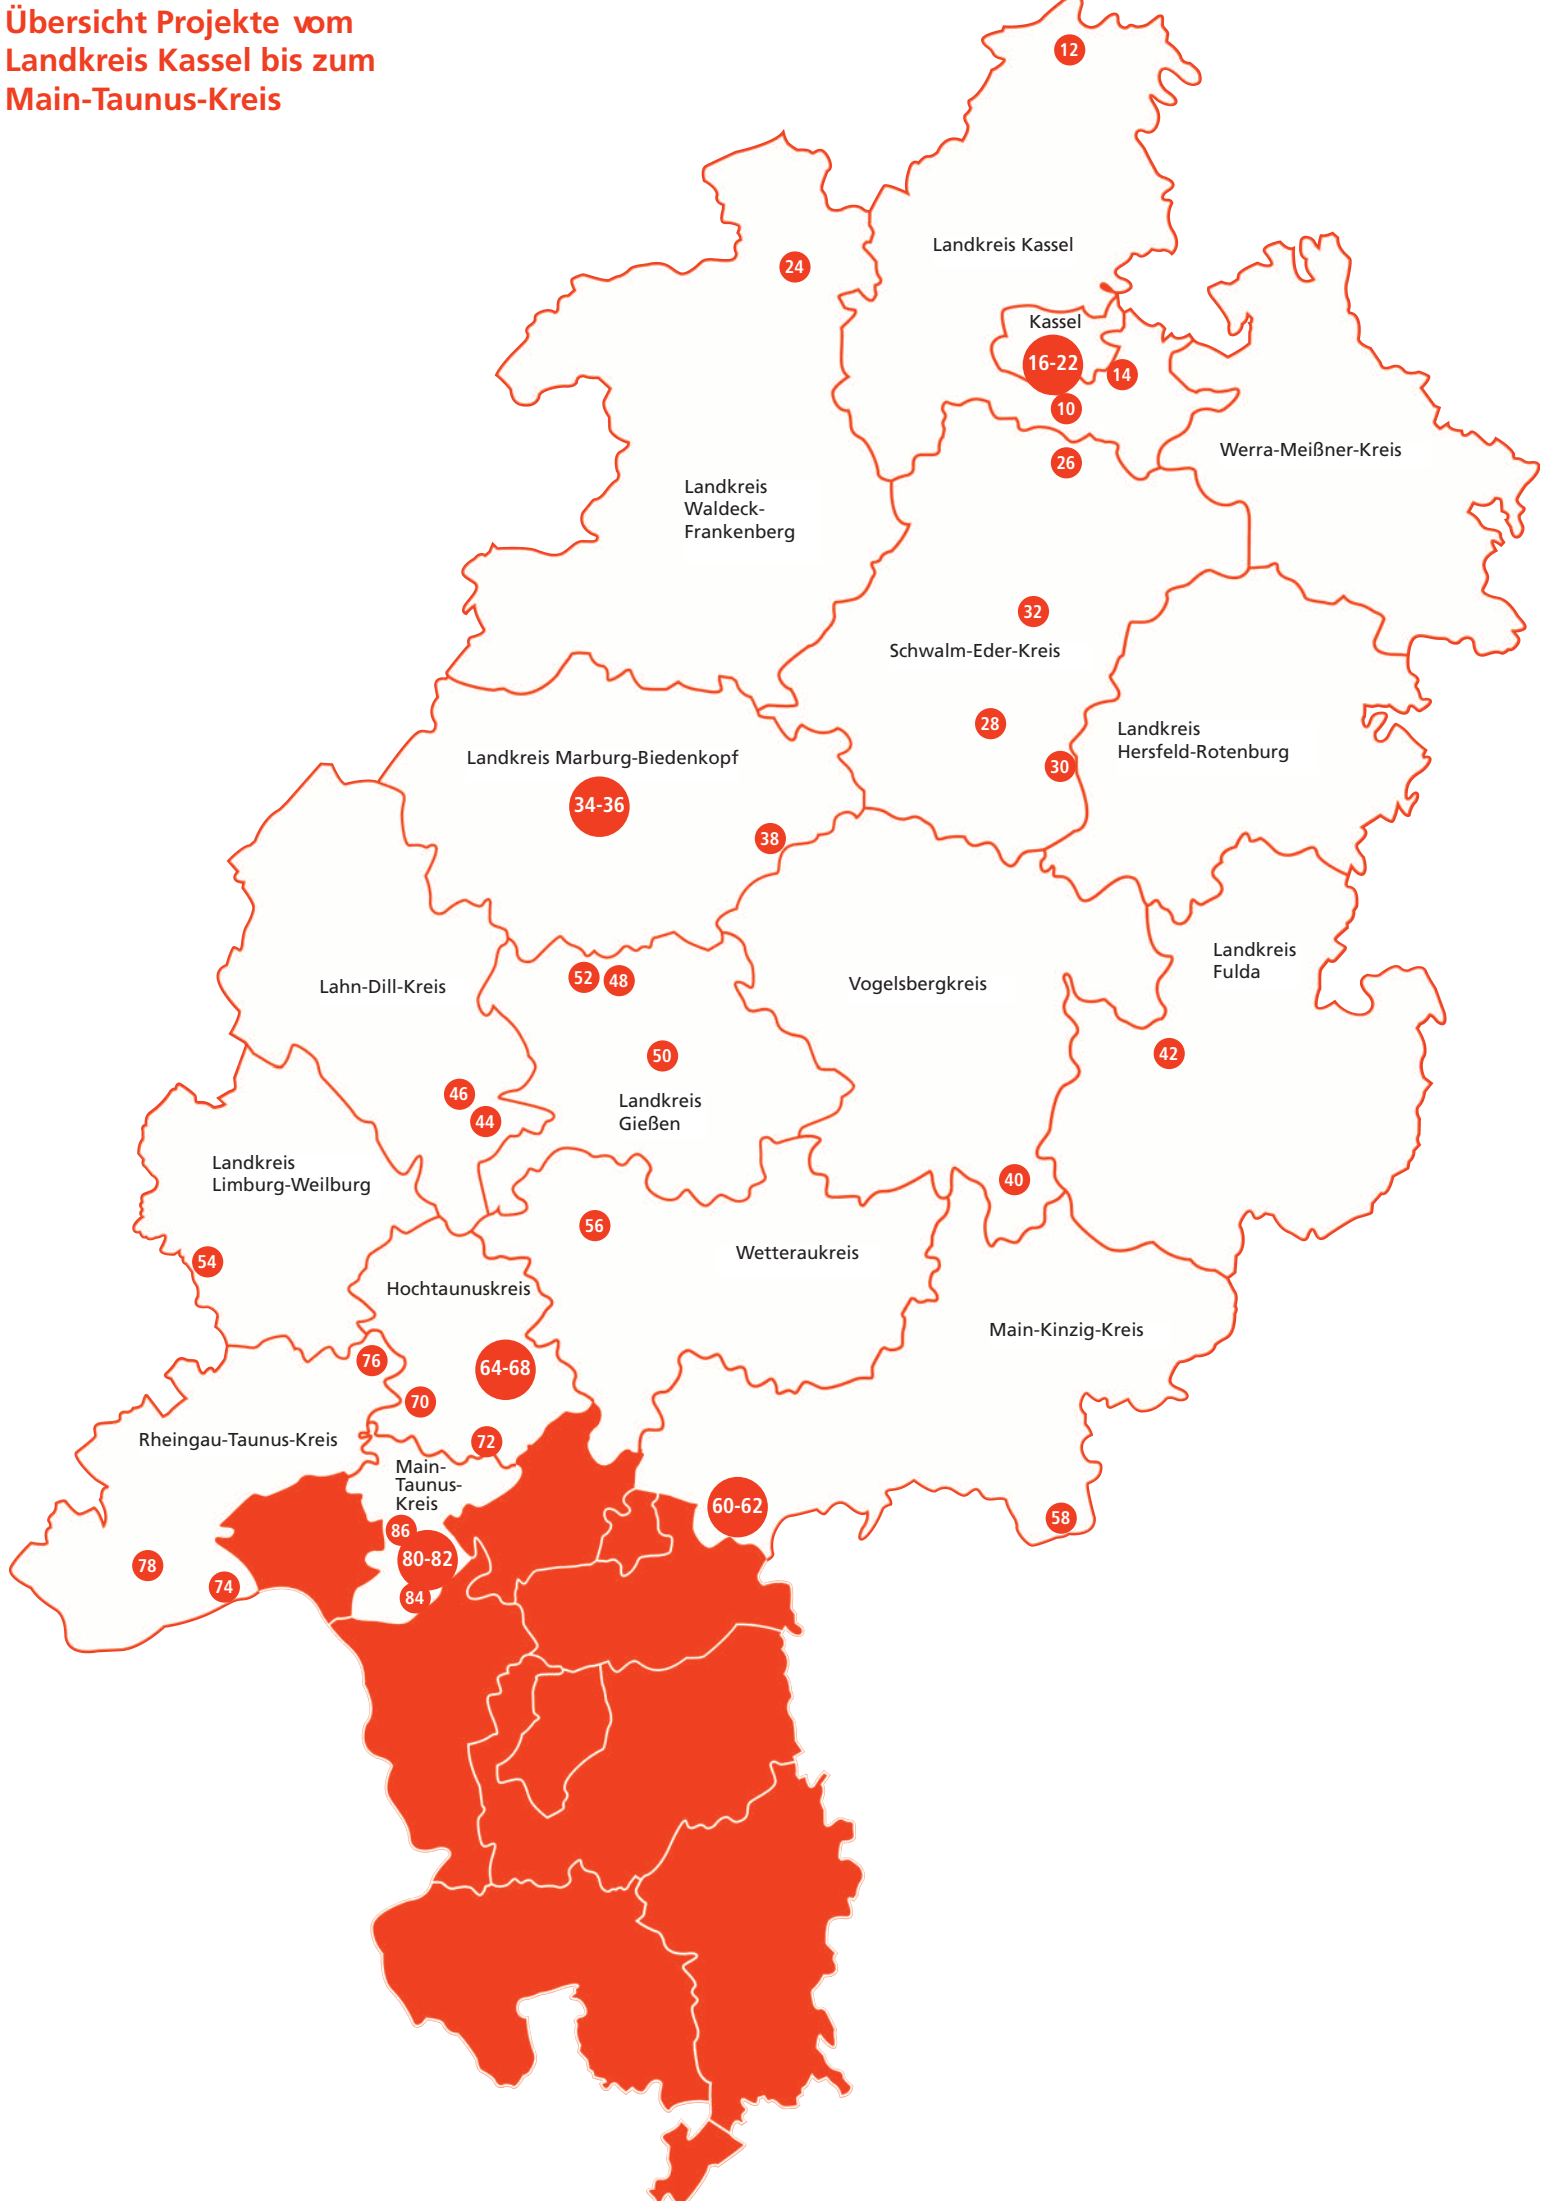 Übersicht Projekte vom
Landkreis Kassel bis zum
Main-Taunus-Kreis
12
Landkreis Kassel
24
Kassel
16-22
14
10
26
Werra-Meißner-Kreis
Landkreis
Waldeck-
Frankenberg
32
Schwalm-Eder-Kreis
28
30
Landkreis
Hersfeld-Rotenburg
Landkreis Marburg-Biedenkopf
34-36
38
Landkreis
Fulda
Lahn-Dill-Kreis
52
48
Vogelsbergkreis
50
42
46
44
Landkreis
Gießen
Landkreis
Limburg-Weilburg
40
56
54
Wetteraukreis
Hochtaunuskreis
Main-Kinzig-Kreis
76
64-68
70
72
Rheingau-Taunus-Kreis
Main-
Taunus-
Kreis
60-62
58
86
80-82
78
74
84